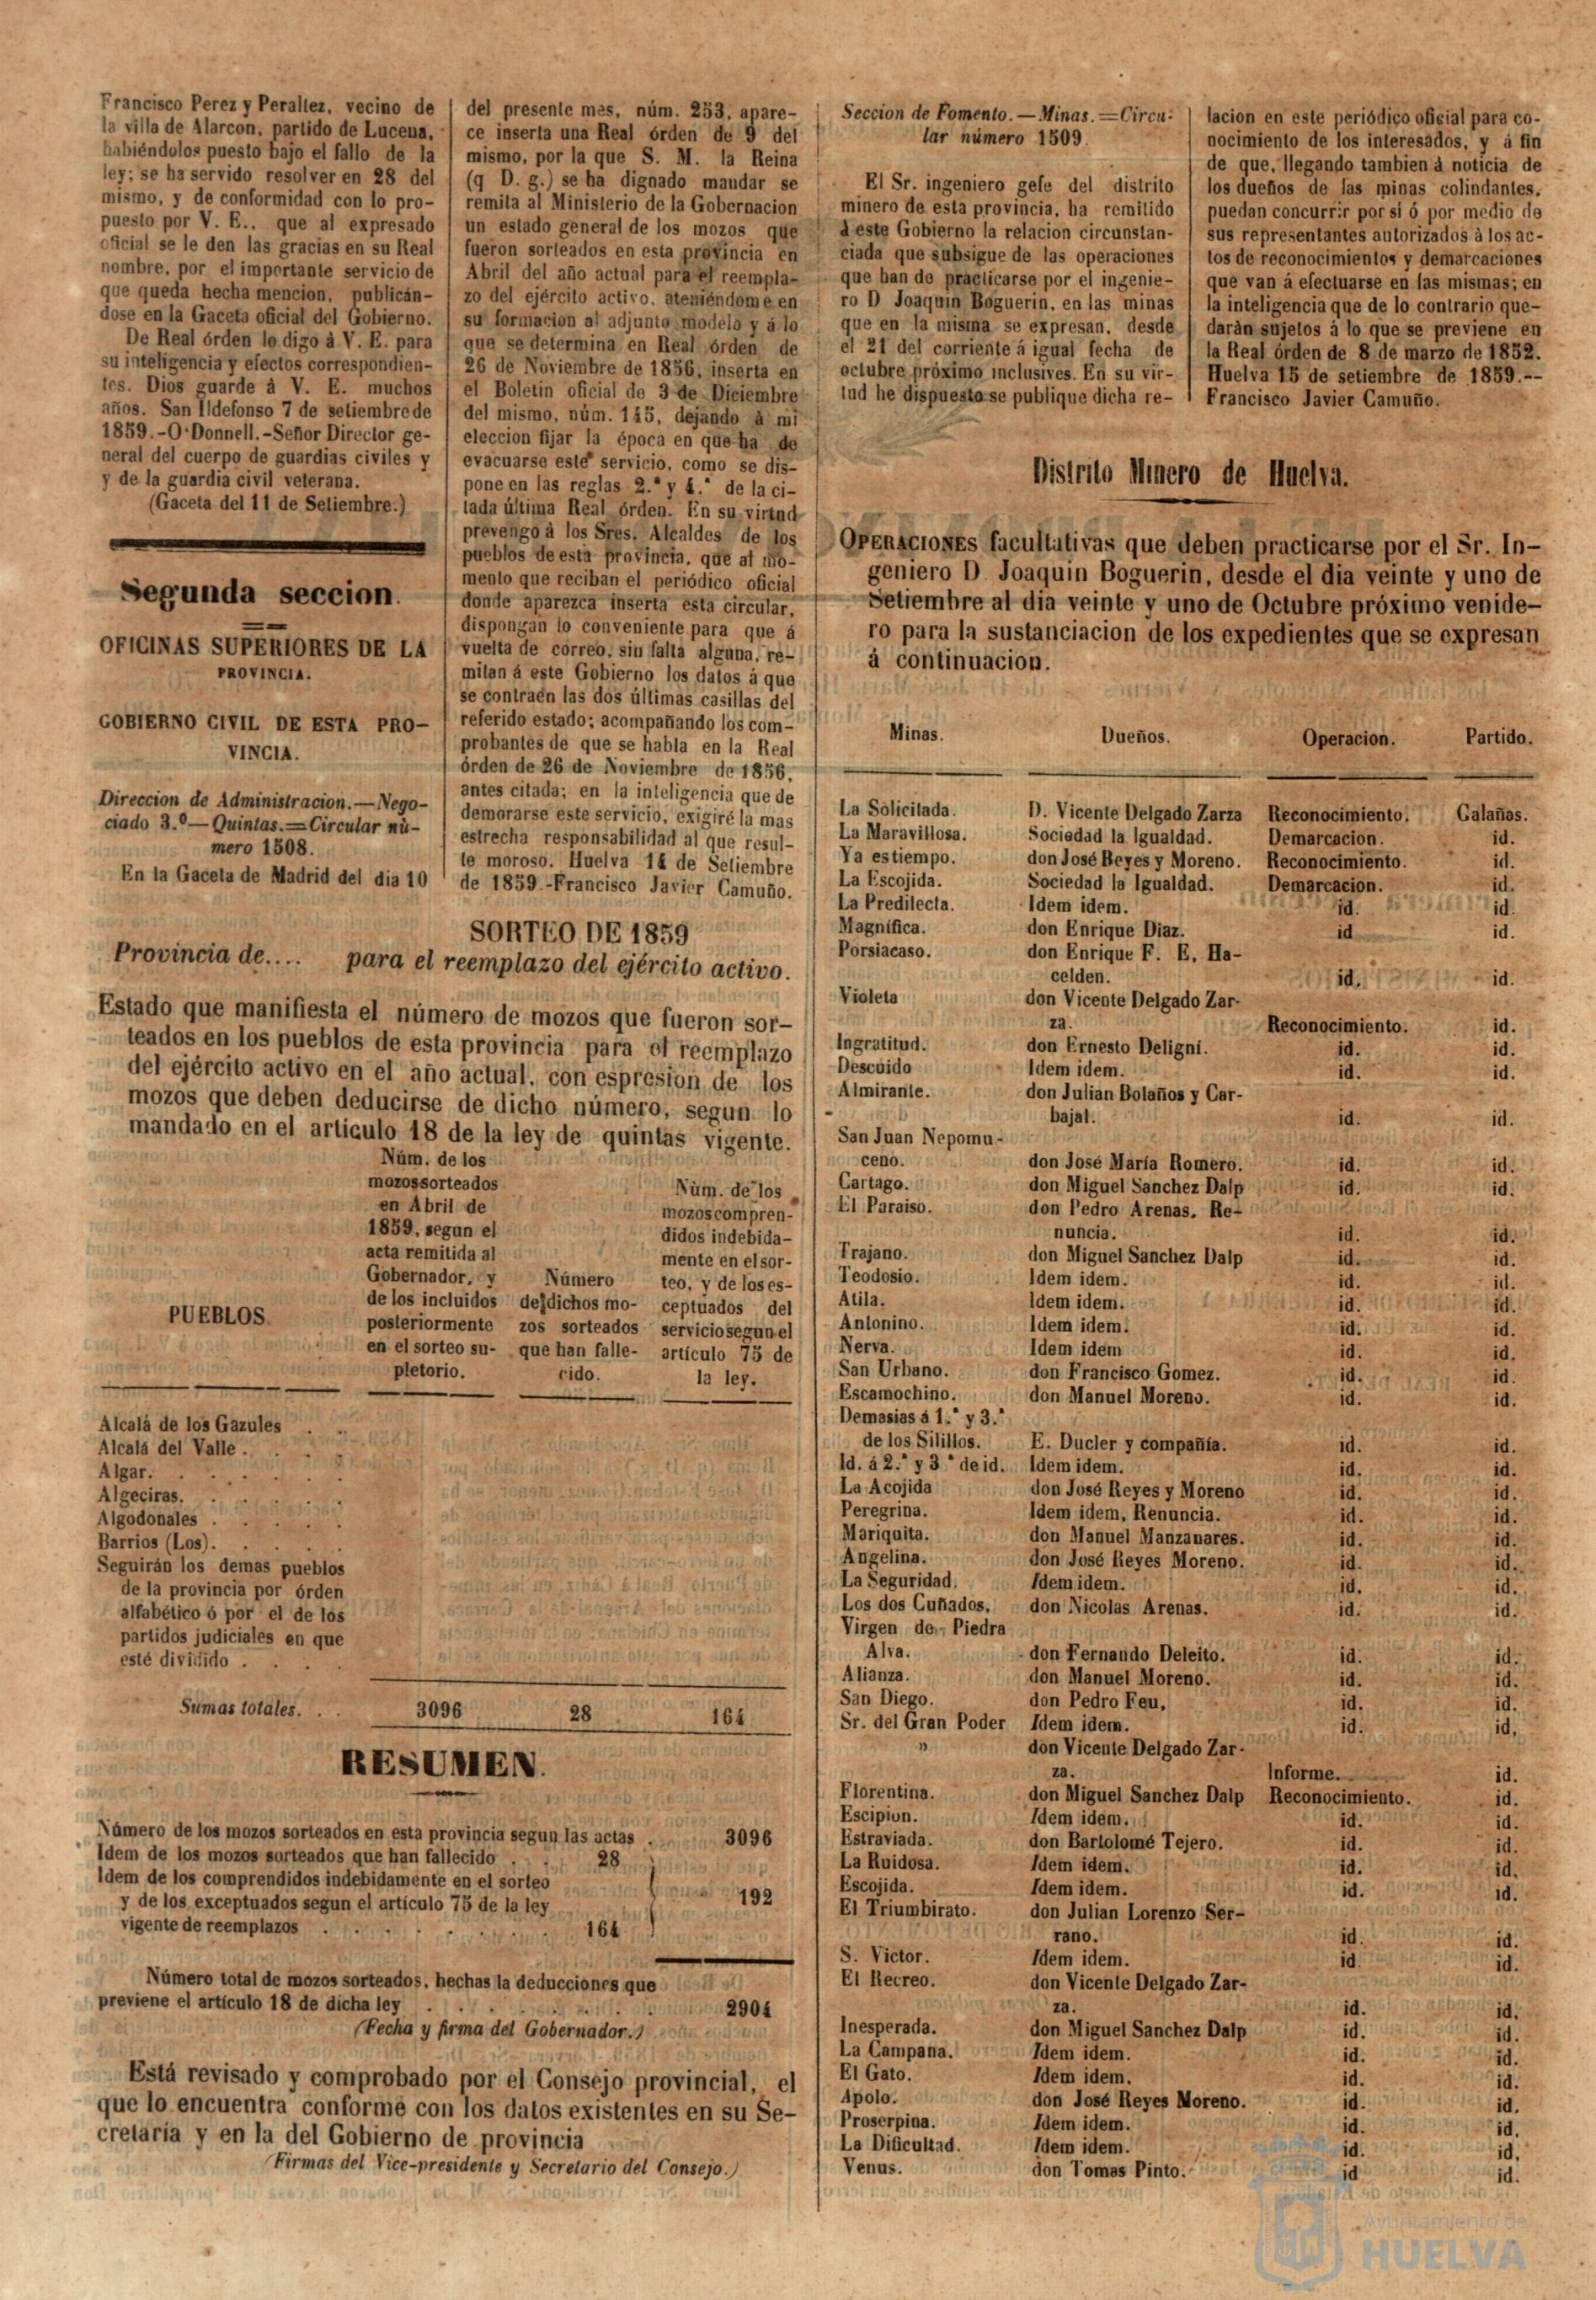 Francisco Perez y Peraltez, vecino de
la villa de Alarcon, partido de Lucena,
habiéndolos puesto bajo el fallo de la
ley; se ha servido resolver en 28 del
mismo, y de conformidad con lo pro-
puesto por V. E., que al expresado
oficial se le den las gracias en su Real
nombre, por el importante servicio de
que queda hecha mencion, publicán-
dose en la Gaceta oficial del Gobierno.
De Real órden lo digo á V. E. para
su inteligencia y efectos correspondien-
tes. Dios guarde á V. E. muchos
años. San Ildefonso 7 de setiembre de
1859.-O'Donnell.-Señor Director ge-
neral del cuerpo de guardias civiles y
y de la guardia civil veterana.
(Gaceta del 11 de Setiembre.)
Segunda seccion.
OFICINAS SUPERIORES DE LA
PROVINCIA.
GOBIERNO CIVIL DE ESTA PRO-
VINCIA.
Direccion de Administracion.—Nego-
ciado 3.º—Quintas.=Circular nú-
mero 1508.
En la Gaceta de Madrid del dia 10
del presente mes, núm. 253, apare-
ce inserta una Real órden de 9 del
mismo, por la que S. M. la Reina
(q D. g.) se ha dignado mandar se
remita al Ministerio de la Gobernacion
un estado general de los mozos que
fueron sorteados en esta provincia en
Abril del año actual para el reempla-
zo del ejército activo, ateniéndome en
su formacion al adjunto modelo y á lo
que se determina en Real órden de
26 de Noviembre de 1856, inserta en
el Boletin oficial de 3 de Diciembre
del mismo, núm. 145, dejando à mi
eleccion fijar la época en que ha de
evacuarse este servicio, como se dis-
pone en las reglas 2.ª y 4.ª de la ci-
tada última Real órden. En su virtud
prevengo à los Sres. Alcaldes de los
pueblos de esta provincia, que al mo-
mento que reciban el periódico oficial
donde aparezca inserta esta circular,
dispongan lo conveniente para que á
vuelta de correo, sin falta alguna, re-
mitan á este Gobierno los datos á que
se contraen las dos últimas casillas del
referido estado; acompañando los com-
probantes de que se habla en la Real
órden de 26 de Noviembre de 1856,
antes citada; en la inteligencia que de
demorarse este servicio, exigiré la mas
estrecha responsabilidad al que resul-
te moroso. Huelva 14 de Setiembre
de 1859.-Francisco Javier Camuño.
SORTEO DE 1859
Provincia de.... para el reemplazo del ejército activo.
Estado que manifiesta el número de mozos que fueron sor-
teados en los pueblos de esta provincia para el reemplazo
del ejército activo en el año actual, con espresion de los
mozos que deben deducirse de dicho número, segun lo
mandado en el artículo 18 de la ley de quintas vigente.
PUEBLOS.
Núm. de los
mozos sorteados
en Abril de
1859, segun el
acta remitida al
Gobernador, y
de los incluidos
posteriormente
en el sorteo su-
pletorio.
Número
de dichos mo-
zos sorteados
que han falle-
cido.
Nùm. de los
mozos compren-
didos indebida-
mente en el sor-
teo, y de los es-
ceptuados del
servicio segun el
artículo 75 de
la ley.
Alcalá de los Gazules . .
Alcalá del Valle . . . .
Algar. . . . . . .
Algeciras. . . . . .
Algodonales . . . . .
Barrios (Los). . . . .
Seguirán los demas pueblos
de la provincia por órden
alfabético ó por el de los
partidos judiciales en que
esté dividido . . . .
Sumas totales. . . 3096 28 164
RESUMEN.
Número de los mozos sorteados en esta provincia segun las actas . 3096
Idem de los mozos sorteados que han fallecido . . 28
Idem de los comprendidos indebidamente en el sorteo
y de los exceptuados segun el artículo 75 de la ley 192
vigente de reemplazos . . . . . . . . 164
Número total de mozos sorteados, hechas la deducciones que
previene el artículo 18 de dicha ley . . . . . . . 2904
(Fecha y firma del Gobernador.)
Está revisado y comprobado por el Consejo provincial, el
que lo encuentra conforme con los datos existentes en su Se-
cretaría y en la del Gobierno de provincia
(Firmas del Vice-presidente y Secretario del Consejo.)
Seccion de Fomento.—Minas.=Circu-
lar número 1509.
El Sr. ingeniero gefe del distrito
minero de esta provincia, ha remitido
á este Gobierno la relacion circunstan-
ciada que subsigue de las operaciones
que han de practicarse por el ingenie-
ro D Joaquin Boguerin, en las minas
que en la misma se expresan, desde
el 21 del corriente á igual fecha de
octubre próximo inclusives. En su vir-
tud he dispuesto se publique dicha re-
lacion en este periódico oficial para co-
nocimiento de los interesados, y á fin
de que, llegando tambien á noticia de
los dueños de las minas colindantes,
puedan concurrir por sí ó por medio de
sus representantes autorizados à los ac-
tos de reconocimientos y demarcaciones
que van á efectuarse en las mismas; en
la inteligencia que de lo contrario que-
daràn sujetos á lo que se previene en
la Real órden de 8 de marzo de 1852.
Huelva 15 de setiembre de 1859.--
Francisco Javier Camuño.
Distrito Minero de Huelva.
OPERACIONES facultativas que deben practicarse por el Sr. In-
geniero D. Joaquin Boguerin, desde el dia veinte y uno de
Setiembre al dia veinte y uno de Octubre próximo venide-
ro para la sustanciacion de los expedientes que se expresan
á continuacion.
Minas. Dueños. Operacion. Partido.
La Solicitada. D. Vicente Delgado Zarza Reconocimiento. Calañas.
La Maravillosa. Sociedad la Igualdad. Demarcacion. id.
Ya es tiempo. don José Reyes y Moreno. Reconocimiento. id.
La Escojida. Sociedad la Igualdad. Demarcacion. id.
La Predilecta. Idem idem. id. id.
Magnífica. don Enrique Diaz. id id.
Porsiacaso. don Enrique F. E. Ha-
celden. id. id.
Violeta don Vicente Delgado Zar-
za. Reconocimiento. id.
Ingratitud. don Ernesto Deligni. id. id.
Descuido Idem idem. id. id.
Almirante. don Julian Bolaños y Car-
bajal. id. id.
San Juan Nepomu-
ceno. don José María Romero. id. id.
Cartago. don Miguel Sanchez Dalp id. id.
El Paraiso. don Pedro Arenas, Re-
nuncia. id. id.
Trajano. don Miguel Sanchez Dalp id. id.
Teodosio. Idem idem. id. id.
Atila. Idem idem. id. id.
Antonino. Idem idem. id. id.
Nerva. Idem idem id. id.
San Urbano. don Francisco Gomez. id. id.
Escamochino. don Manuel Moreno. id. id.
Demasias á 1.ª y 3.ª
de los Silillos. E. Ducler y compañía. id. id.
Id. á 2.ª y 3 ª de id. Idem idem. id. id.
La Acojida don José Reyes y Moreno id. id.
Peregrina. Idem idem, Renuncia. id. id.
Mariquita. don Manuel Manzanares. id. id.
Angelina. don José Reyes Moreno. id. id.
La Seguridad. Idem idem. id. id.
Los dos Cuñados. don Nicolas Arenas. id. id.
Virgen de Piedra
Alva. don Fernando Deleito. id. id.
Alianza. don Manuel Moreno. id. id.
San Diego. don Pedro Feu, id. id.
Sr. del Gran Poder Idem idem. id. id.
» don Vicente Delgado Zar-
za. Informe. id.
Florentina. don Miguel Sanchez Dalp Reconocimiento. id.
Escipion. Idem idem. id. id.
Estraviada. don Bartolomé Tejero. id. id.
La Ruidosa. Idem idem. id. id.
Escojida. Idem idem. id. id.
El Triumbirato. don Julian Lorenzo Ser-
rano. id. id.
S. Victor. Idem idem. id id.
El Recreo. don Vicente Delgado Zar-
za. id. id.
Inesperada. don Miguel Sanchez Dalp id. id.
La Campana. Idem idem. id. id.
El Gato. Idem idem. id. id.
Apolo. don José Reyes Moreno. id. id.
Proserpina. Idem idem. id. id.
La Dificultad. Idem idem. id. id.
Venus. don Tomas Pinto. id id.
Ayuntamiento de
HUELVA